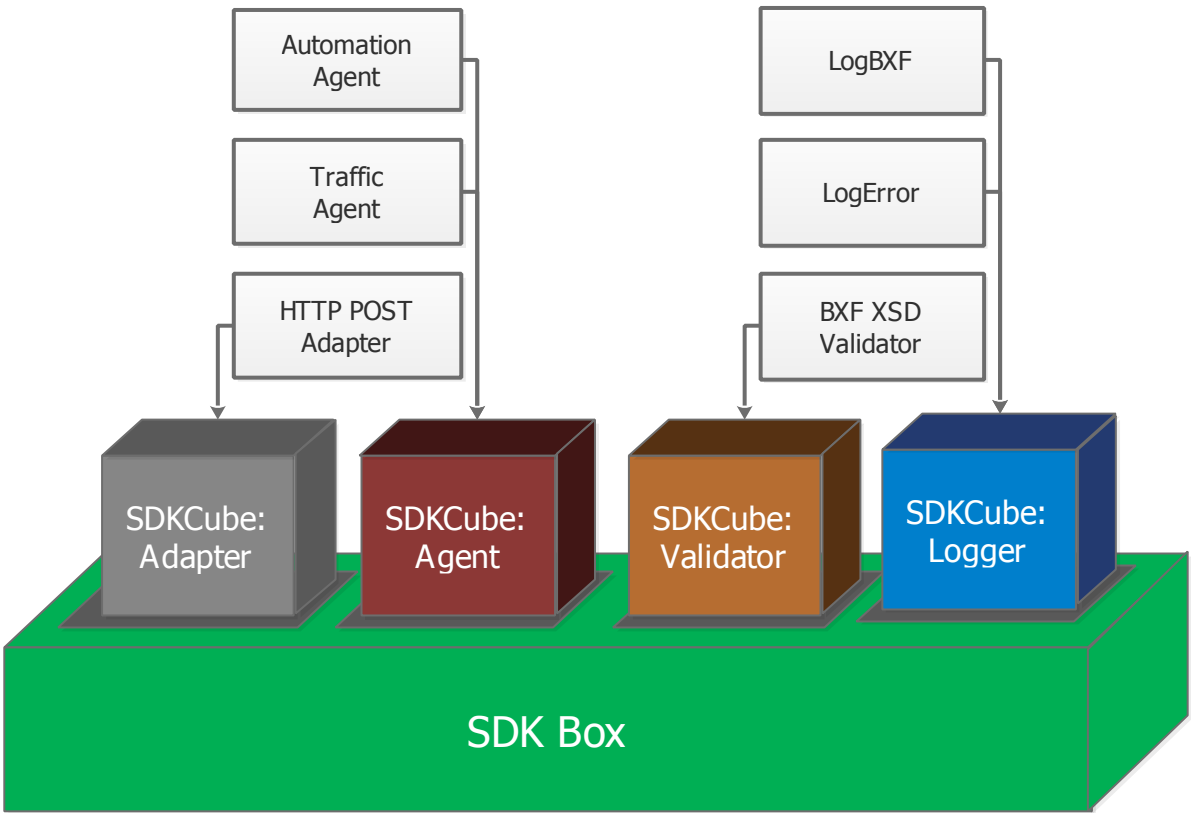 Automation
Agent
LogBXF
Traffic
Agent
LogError
HTTP POST
Adapter
BXF XSD
Validator
SDKCube:
Adapter
SDKCube:
Agent
SDKCube:
Validator
SDKCube:
Logger
SDK Box